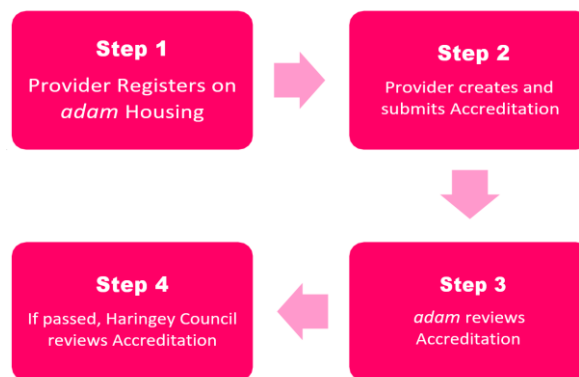 Step 1
Provider Registers on
adam Housing
Step 2
Provider creates and
submits Accreditation
Step 3
adam reviews
Accreditation
Step 4
If passed, Haringey Council
reviews Accreditation